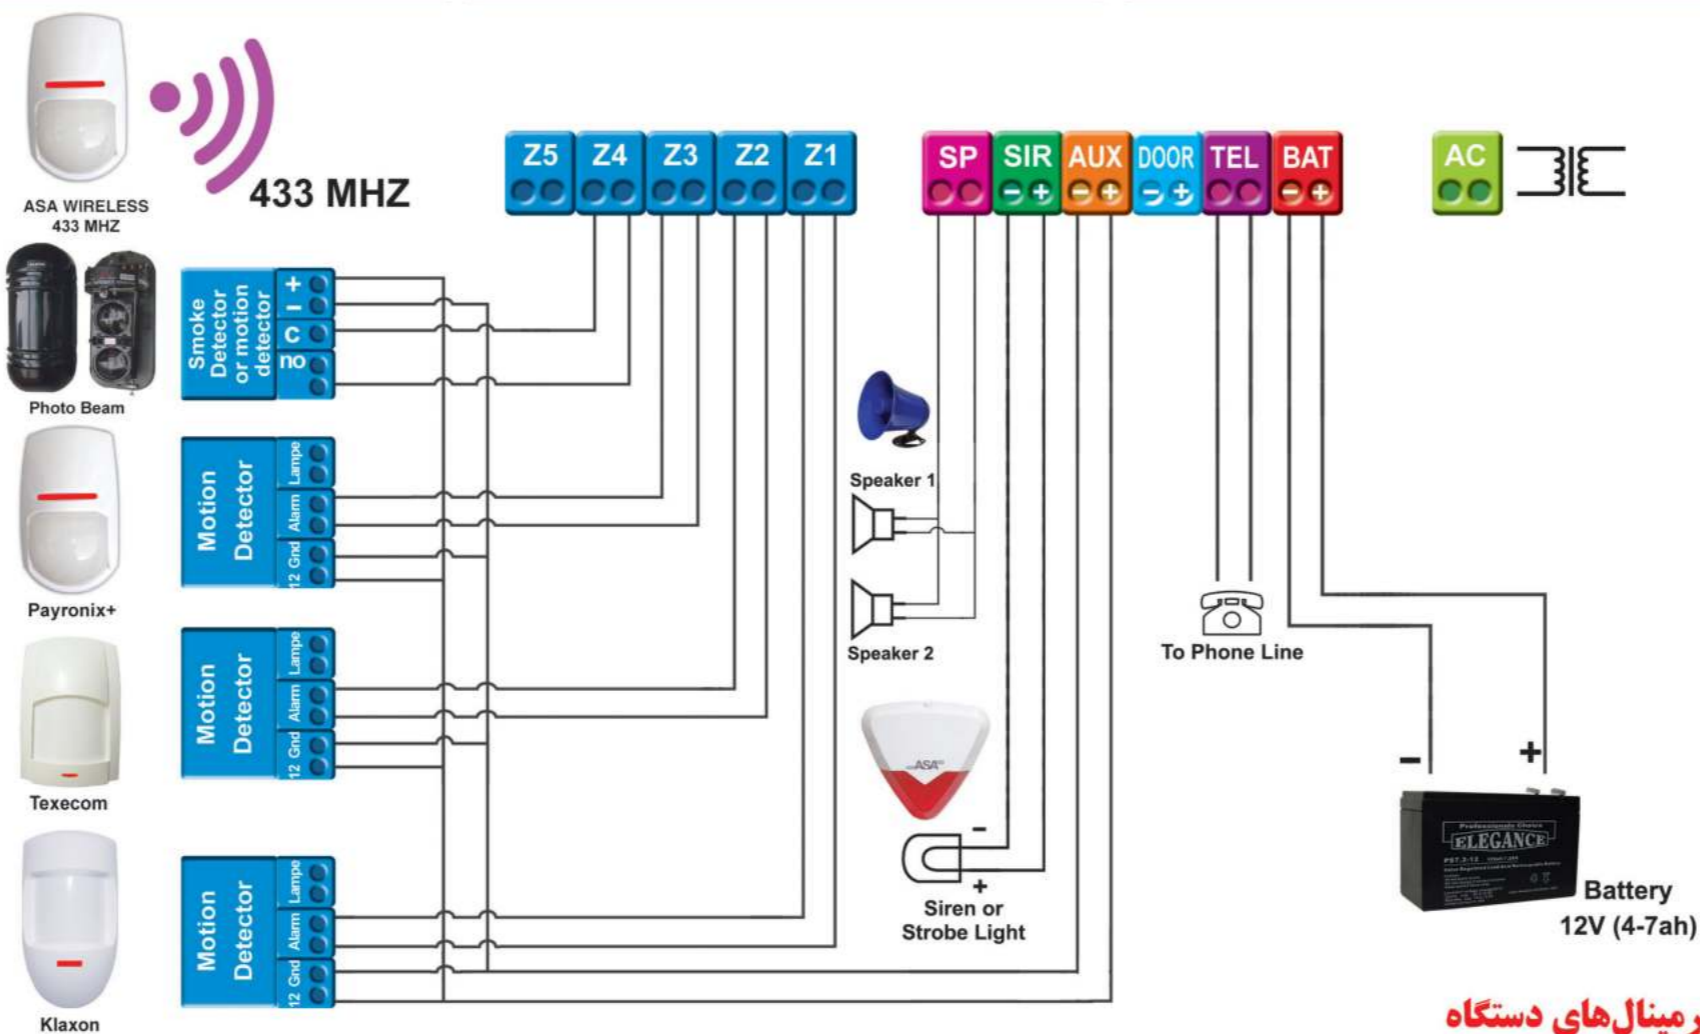 433 MHZ
ASA WIRELESS
433 MHZ
Z5 Z4 Z3 Z2 Z1
SP SIR AUX DOOR TEL BAT
- + - + - + - +
AC
Smoke
Detector
or motion
detector
+
-
C
no
Photo Beam
Motion
Detector
Lampe
Alarm
Gnd
12
Payronix+
Motion
Detector
Lampe
Alarm
Gnd
12
Texecom
Motion
Detector
Lampe
Alarm
Gnd
12
Klaxon
Speaker 1
Speaker 2
ASA
-
+
Siren or
Strobe Light
To Phone Line
- +
Professionals Choice
ELEGANCE
Battery
12V (4-7ah)
رمینال‌های دستگاه